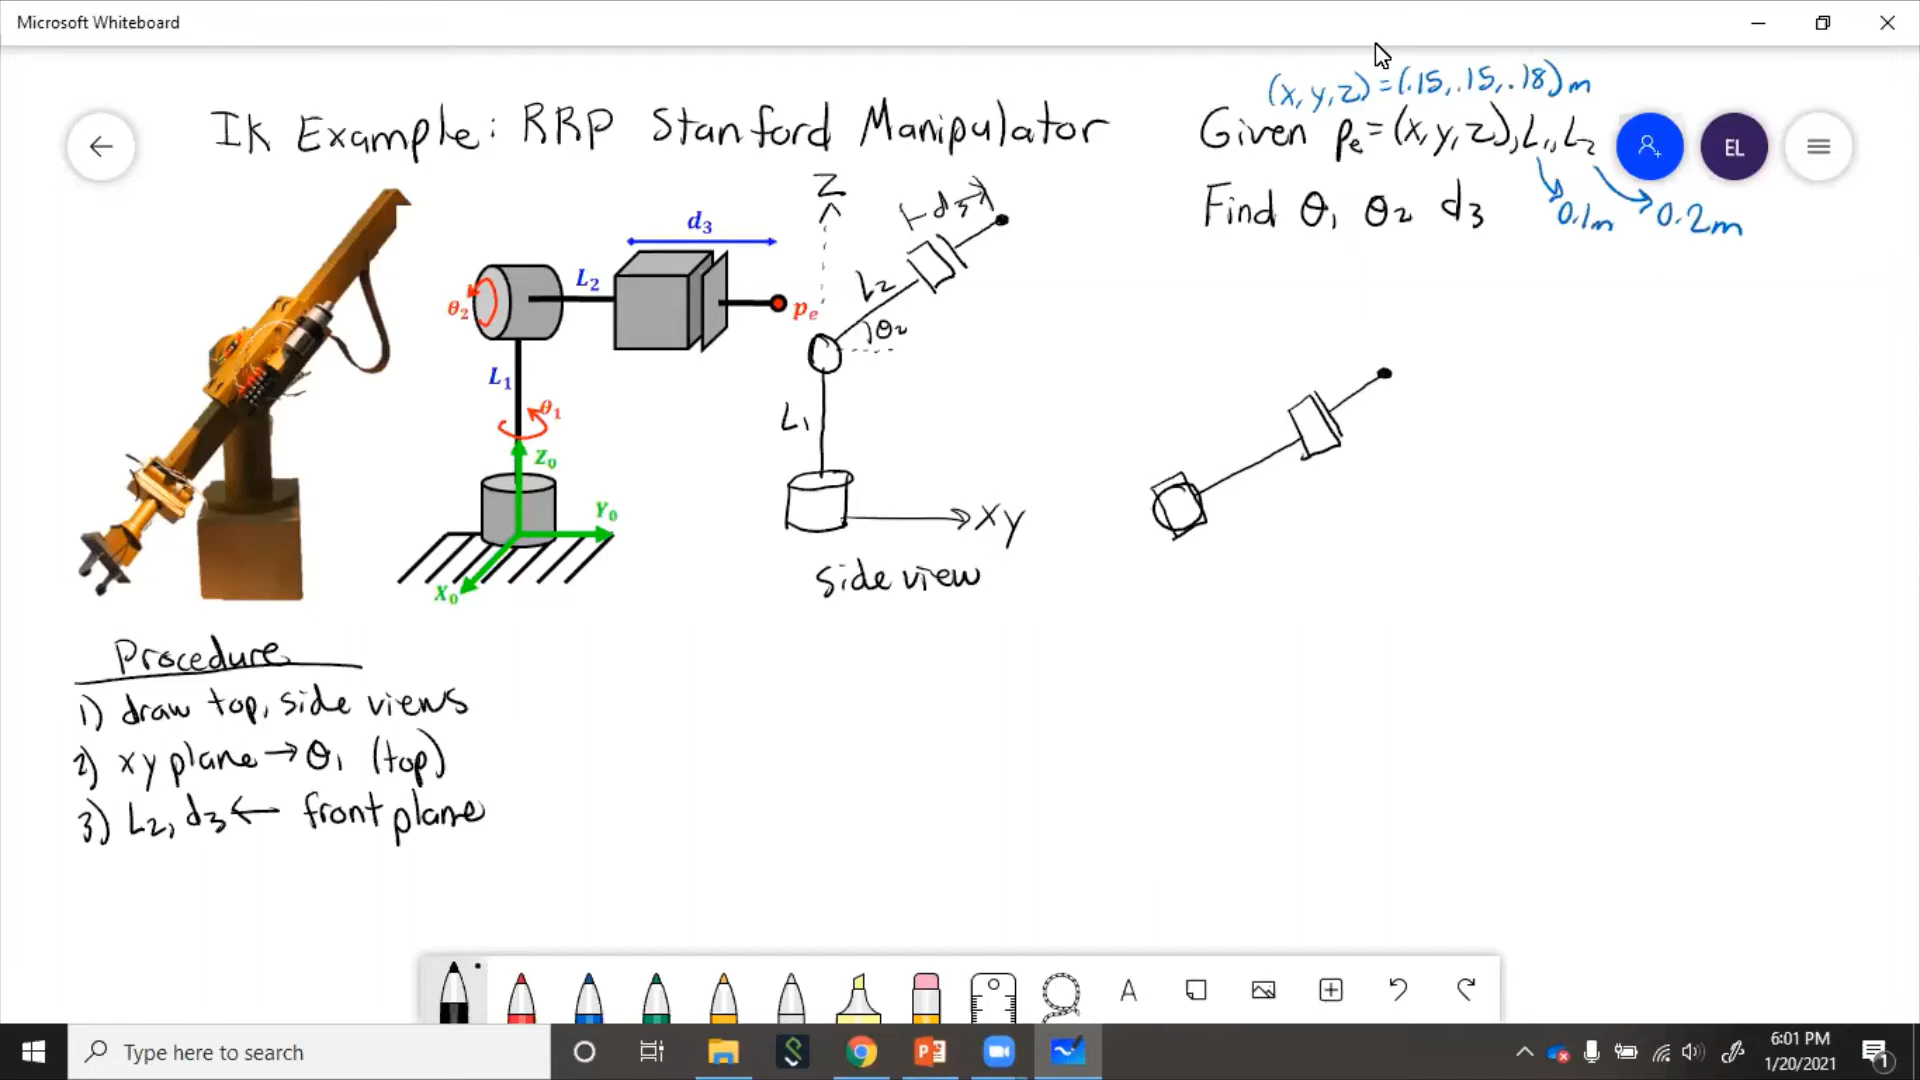 Microsoft Whiteboard
IK Example: RRP Stanford Manipulator
(x, y, z) = (.15, .15, .18) m
Given pe = (x, y, z), L1, L2
0.1m
0.2m
Find θ1 θ2 d3
EL
d3
L2
θ2
pe
L1
θ1
Z0
Y0
X0
Z
d3
L2
θ2
L1
xy
side view
Procedure
1) draw top, side views
2) xy plane → θ1 (top)
3) L2, d3 ← front plane
A
Type here to search
6:01 PM
1/20/2021
1